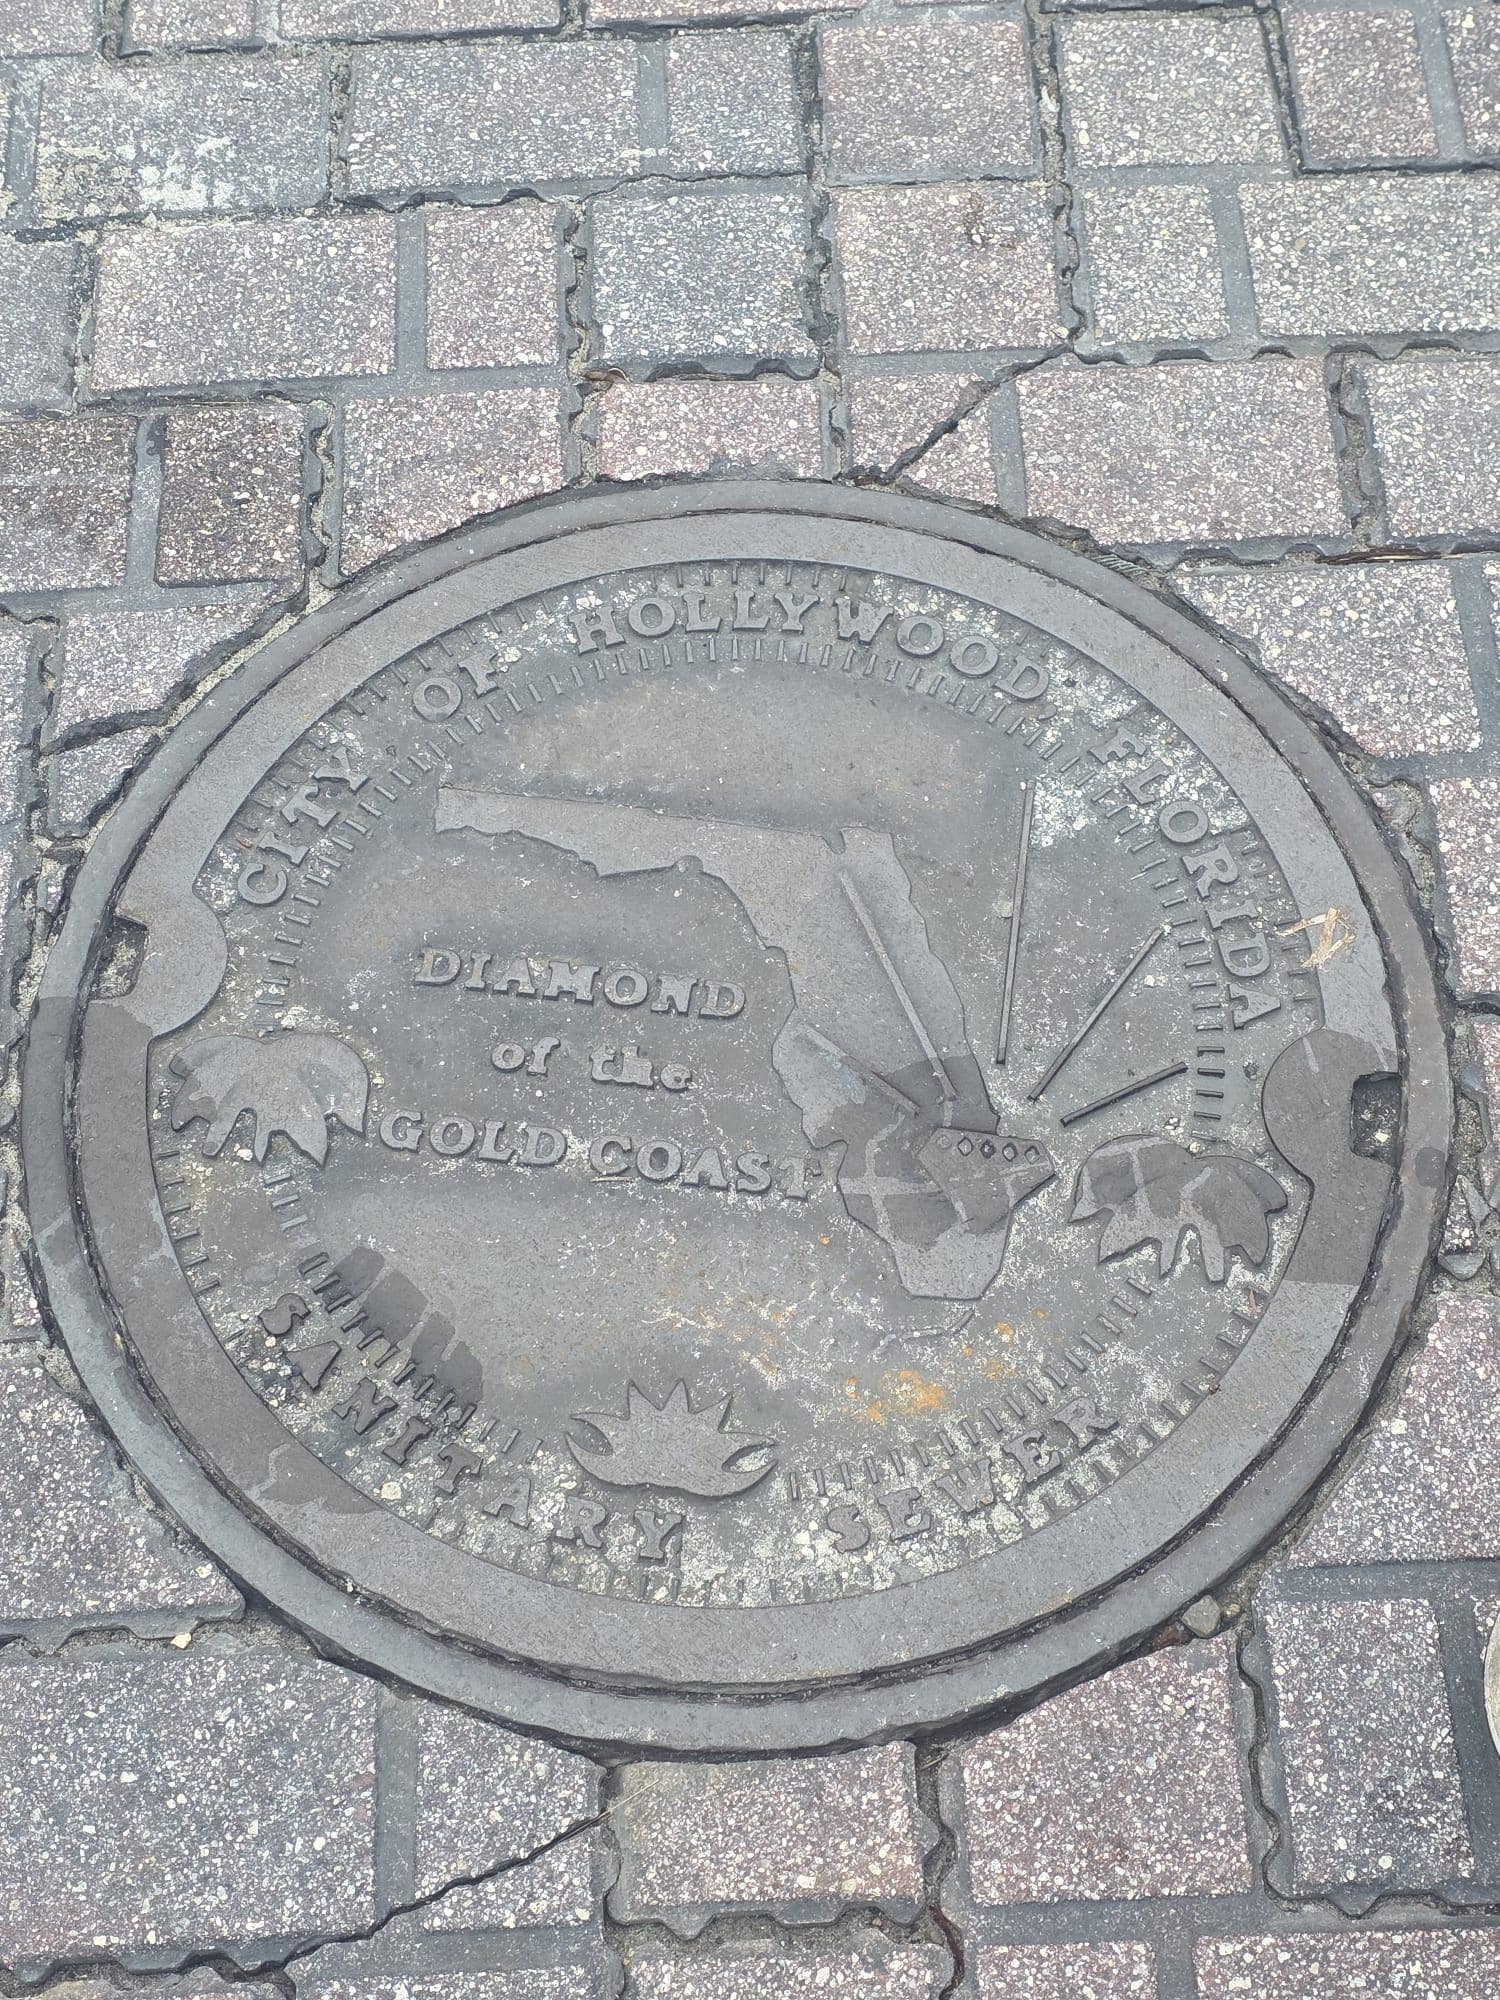 CITY OF HOLLYWOOD, FLORIDA
DIAMOND
of the
GOLD COAST
SANITARY SEWER